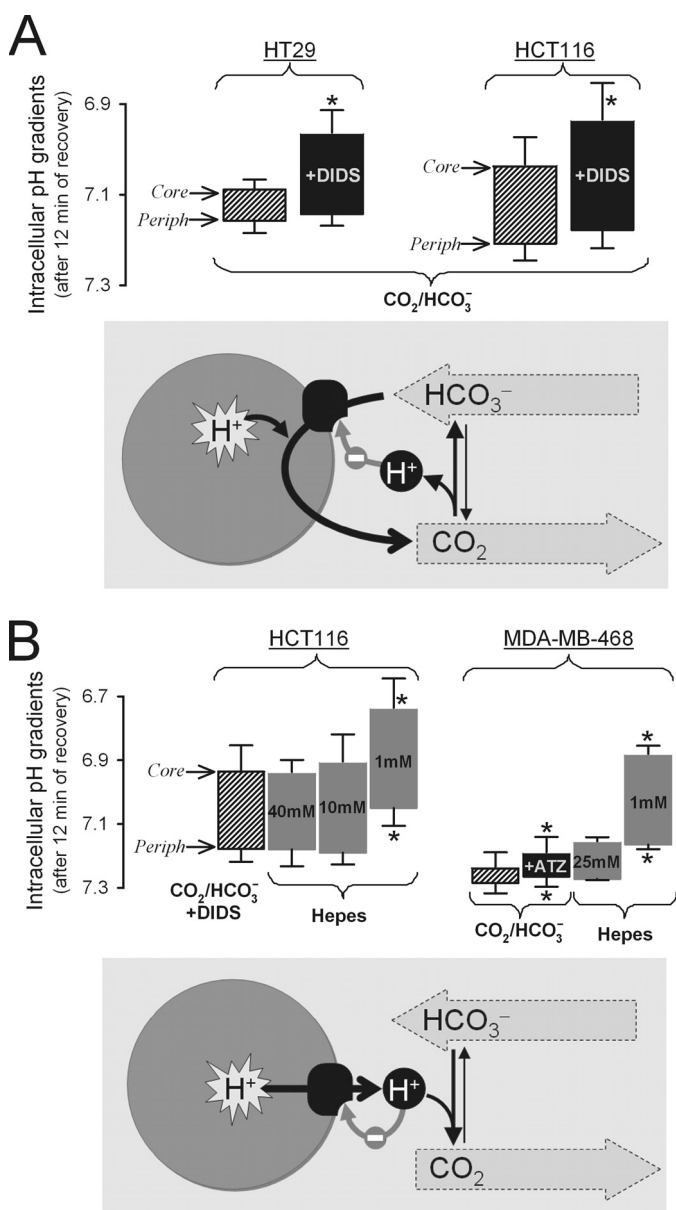 A
HT29
HCT116
Intracellular pH gradients
(after 12 min of recovery)
6.9
7.1
7.3
*
*
Core
Periph
+DIDS
Core
Periph
+DIDS
CO₂/HCO₃⁻
H⁺
HCO₃⁻
H⁺
CO₂
B
HCT116
MDA-MB-468
Intracellular pH gradients
(after 12 min of recovery)
6.7
6.9
7.1
7.3
Core
Periph
40mM
10mM
*
1mM
*
*
+ATZ
*
25mM
*
1mM
*
CO₂/HCO₃⁻
+DIDS
Hepes
CO₂/HCO₃⁻
Hepes
HCO₃⁻
H⁺
H⁺
CO₂